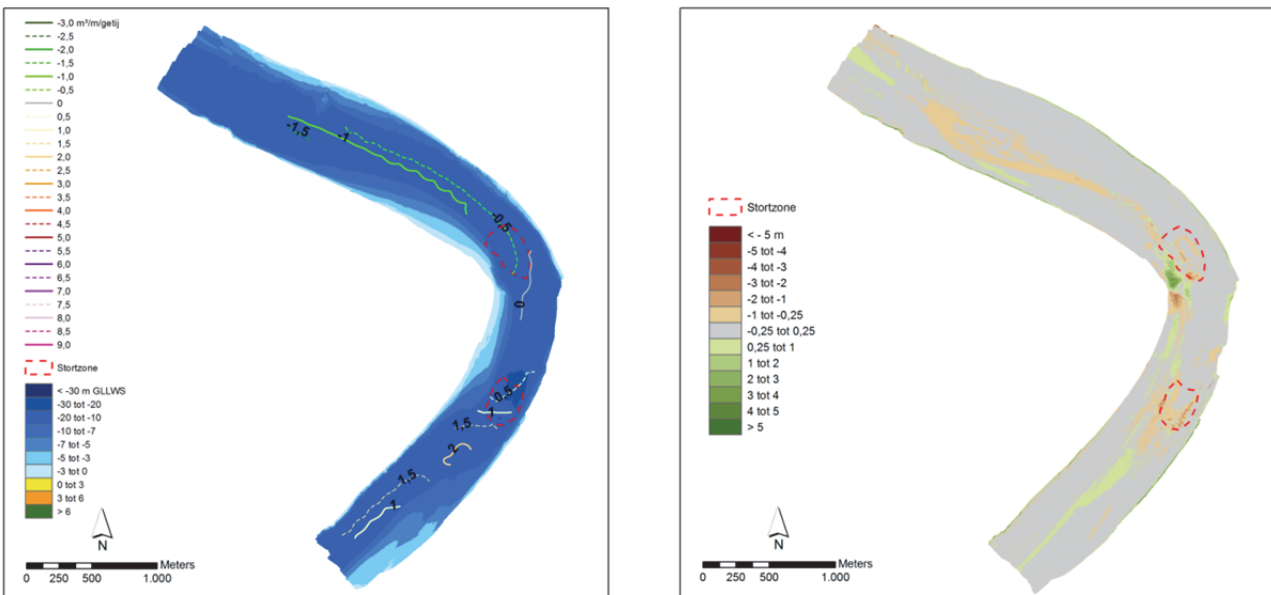 -3,0 m³/m/getij
-2,5
-2,0
-1,5
-1,0
-0,5
0
0,5
1,0
1,5
2,0
2,5
3,0
3,5
4,0
4,5
5,0
5,5
6,0
6,5
7,0
7,5
8,0
8,5
9,0
Stortzone
< -30 m GLLWS
-30 tot -20
-20 tot -10
-10 tot -7
-7 tot -5
-5 tot -3
-3 tot 0
0 tot 3
3 tot 6
> 6
N
Meters
0 250 500 1.000
-1,5
-1
-0,5
0
0,5
1
1,5
2
1,5
1
Stortzone
< - 5 m
-5 tot -4
-4 tot -3
-3 tot -2
-2 tot -1
-1 tot -0,25
-0,25 tot 0,25
0,25 tot 1
1 tot 2
2 tot 3
3 tot 4
4 tot 5
> 5
N
Meters
0 250 500 1.000